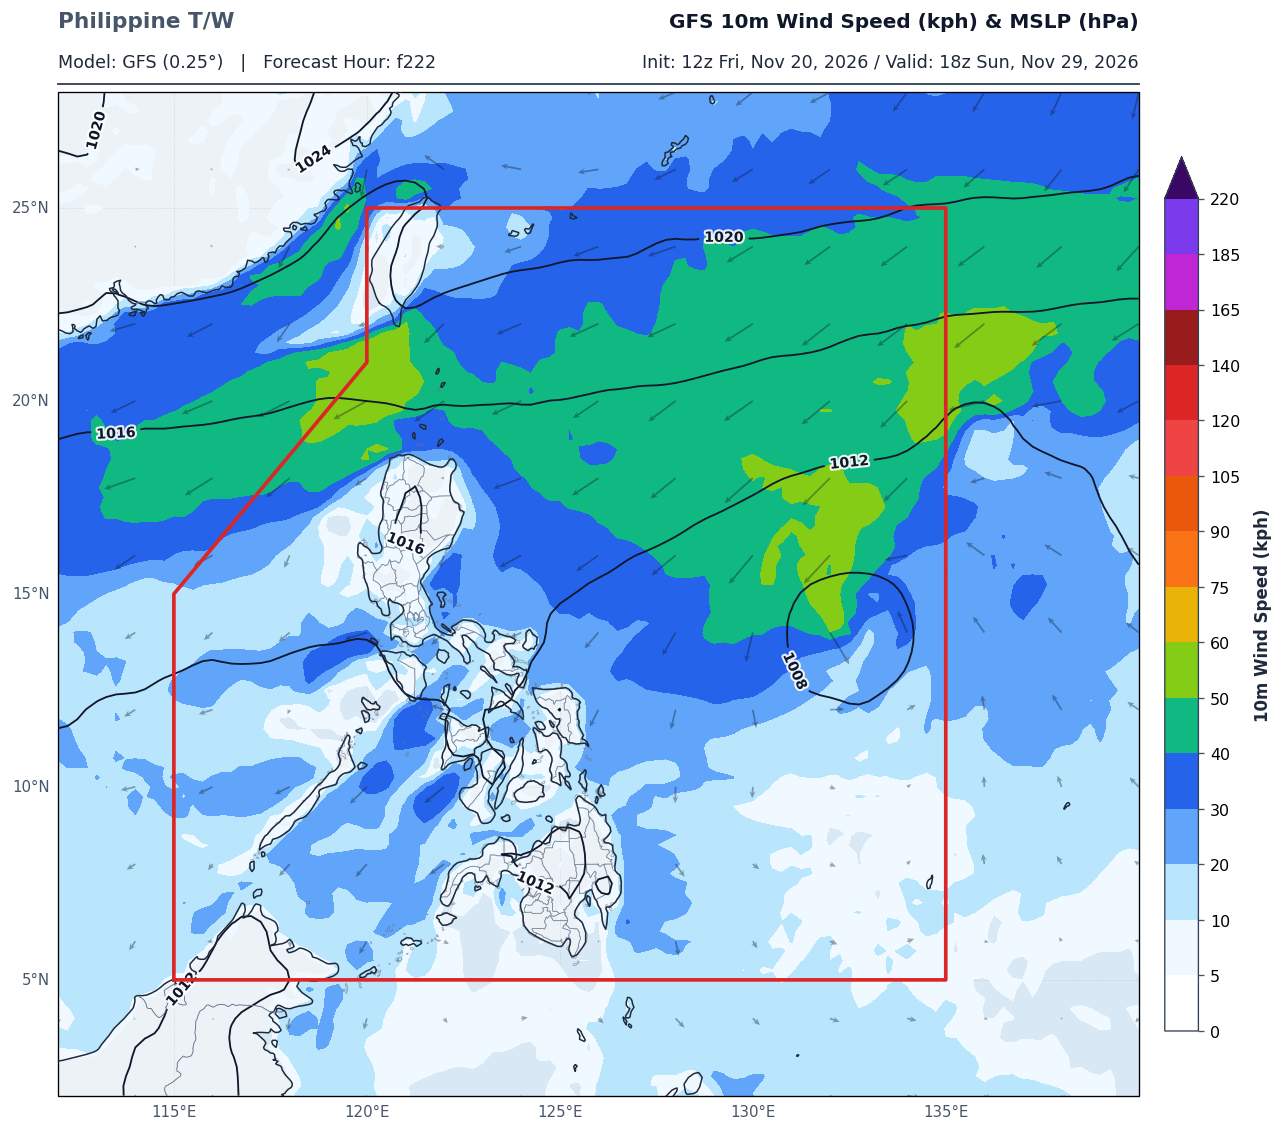 Philippine T/W
GFS 10m Wind Speed (kph) & MSLP (hPa)
Model: GFS (0.25°) | Forecast Hour: f222
Init: 12z Fri, Nov 20, 2026 / Valid: 18z Sun, Nov 29, 2026
1020
1024
25°N
1020
20°N
1016
1012
1016
15°N
1008
10°N
1012
5°N
1012
115°E
120°E
125°E
130°E
135°E
220
185
165
140
120
105
90
75
60
50
40
30
20
10
5
0
10m Wind Speed (kph)